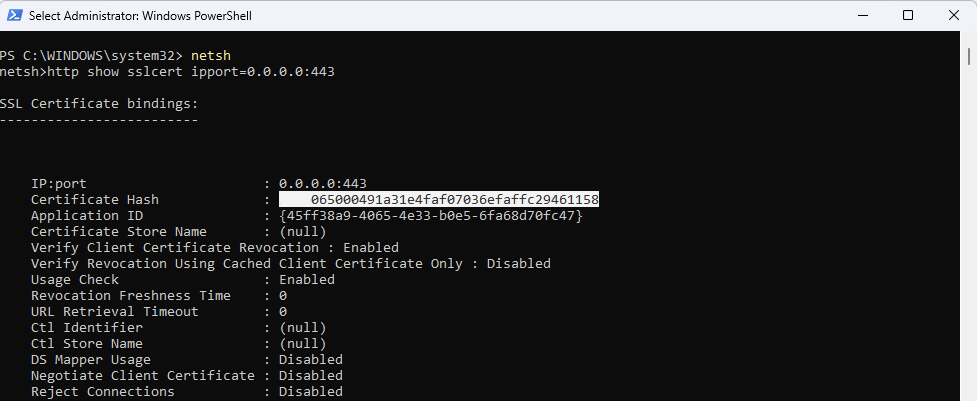 Select Administrator: Windows PowerShell
PS C:\WINDOWS\system32> netsh
netsh>http show sslcert ipport=0.0.0.0:443
SSL Certificate bindings:
-------------------------
IP:port : 0.0.0.0:443
Certificate Hash : 065000491a31e4faf07036efaffc29461158
Application ID : {45ff38a9-4065-4e33-b0e5-6fa68d70fc47}
Certificate Store Name : (null)
Verify Client Certificate Revocation : Enabled
Verify Revocation Using Cached Client Certificate Only : Disabled
Usage Check : Enabled
Revocation Freshness Time : 0
URL Retrieval Timeout : 0
Ctl Identifier : (null)
Ctl Store Name : (null)
DS Mapper Usage : Disabled
Negotiate Client Certificate : Disabled
Reject Connections : Disabled